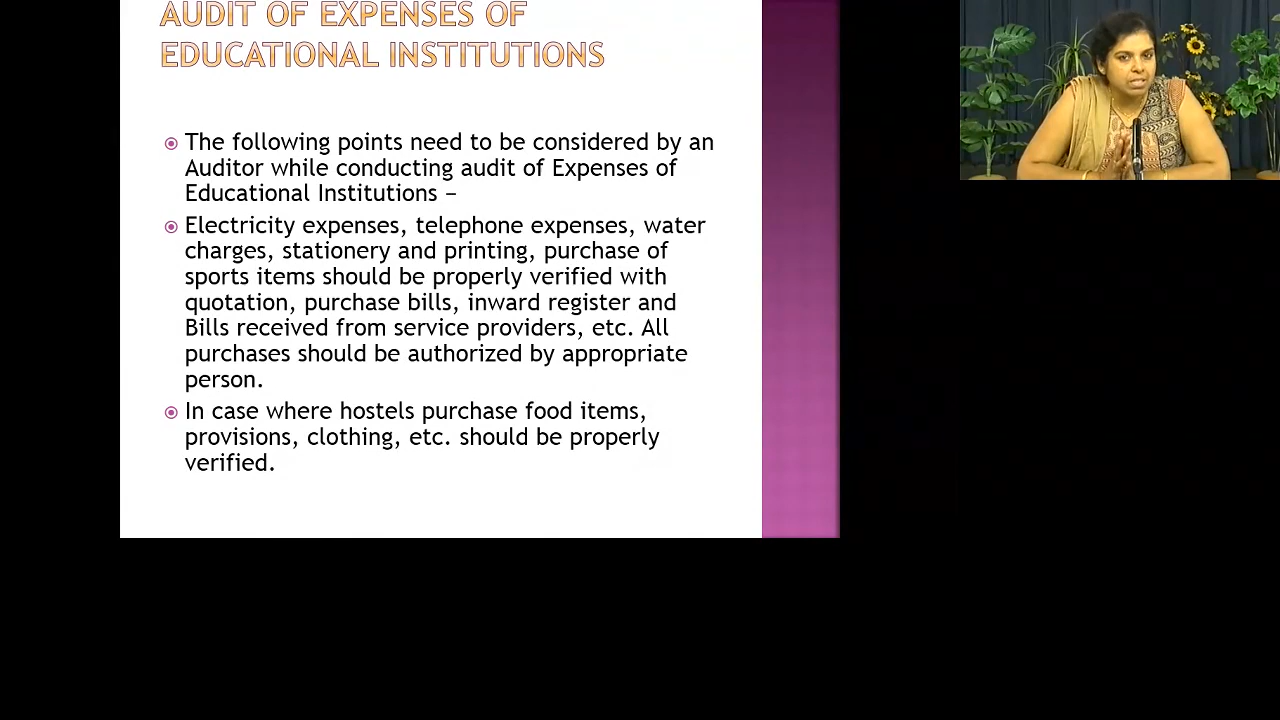 AUDIT OF EXPENSES OF
EDUCATIONAL INSTITUTIONS
The following points need to be considered by an
Auditor while conducting audit of Expenses of
Educational Institutions –
Electricity expenses, telephone expenses, water
charges, stationery and printing, purchase of
sports items should be properly verified with
quotation, purchase bills, inward register and
Bills received from service providers, etc. All
purchases should be authorized by appropriate
person.
In case where hostels purchase food items,
provisions, clothing, etc. should be properly
verified.